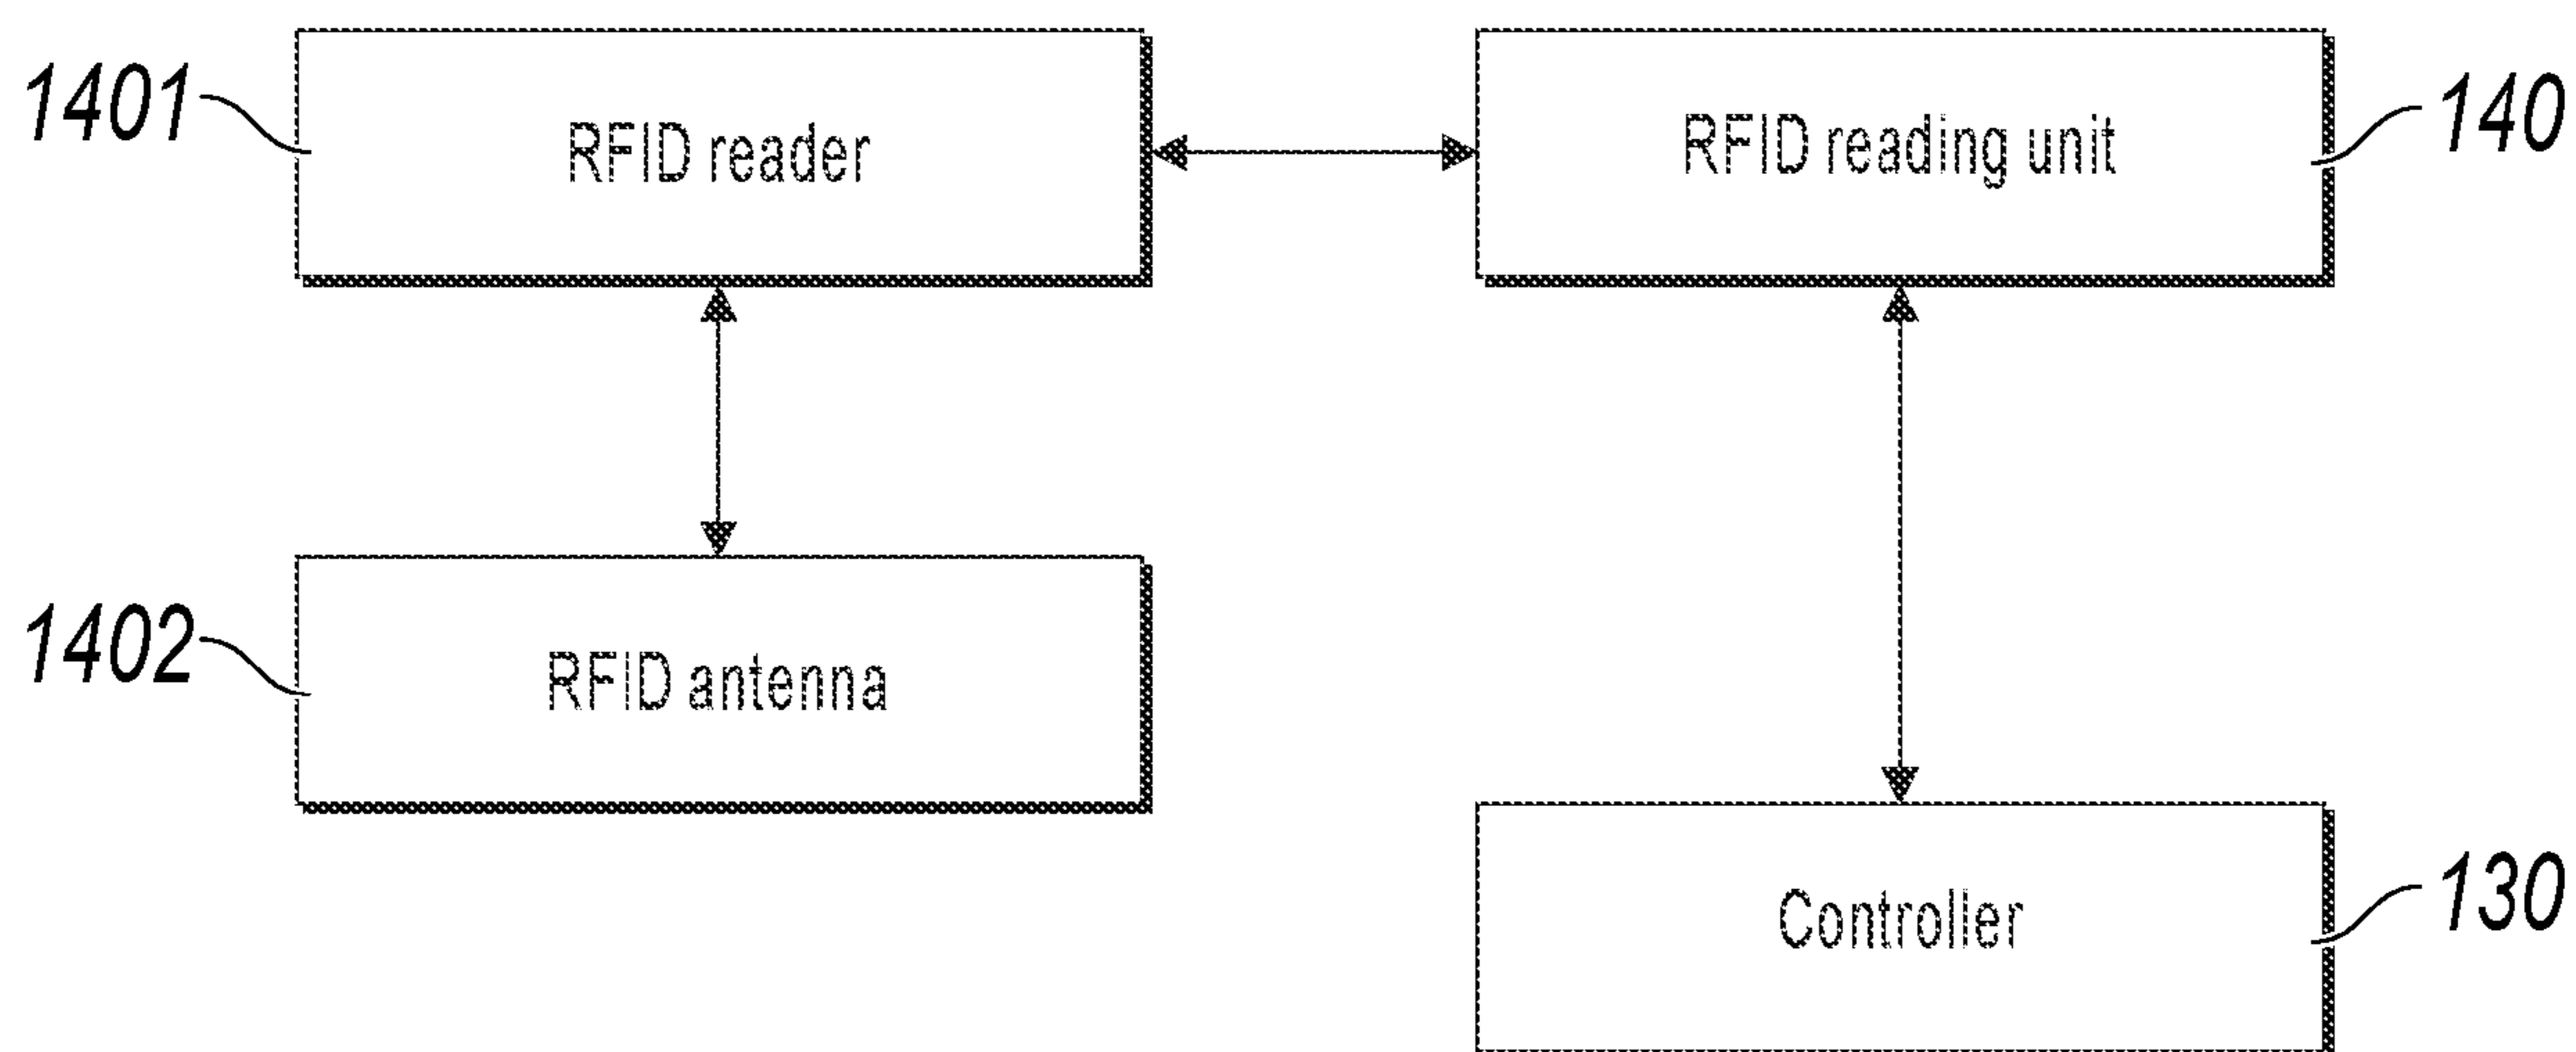 1401
RFID reader
RFID reading unit
140
1402
RFID antenna
Controller
130